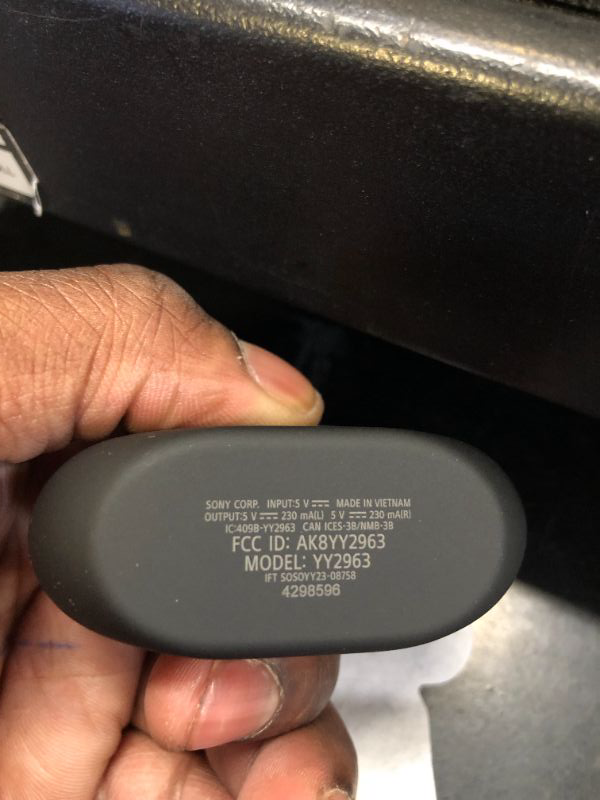 SONY CORP. INPUT:5 V ⎓ MADE IN VIETNAM
OUTPUT:5 V ⎓ 230 mA(L) 5 V ⎓ 230 mA(R)
IC:409B-YY2963 CAN ICES-3B/NMB-3B
FCC ID: AK8YY2963
MODEL: YY2963
IFT SOSOYY23-08758
4298596